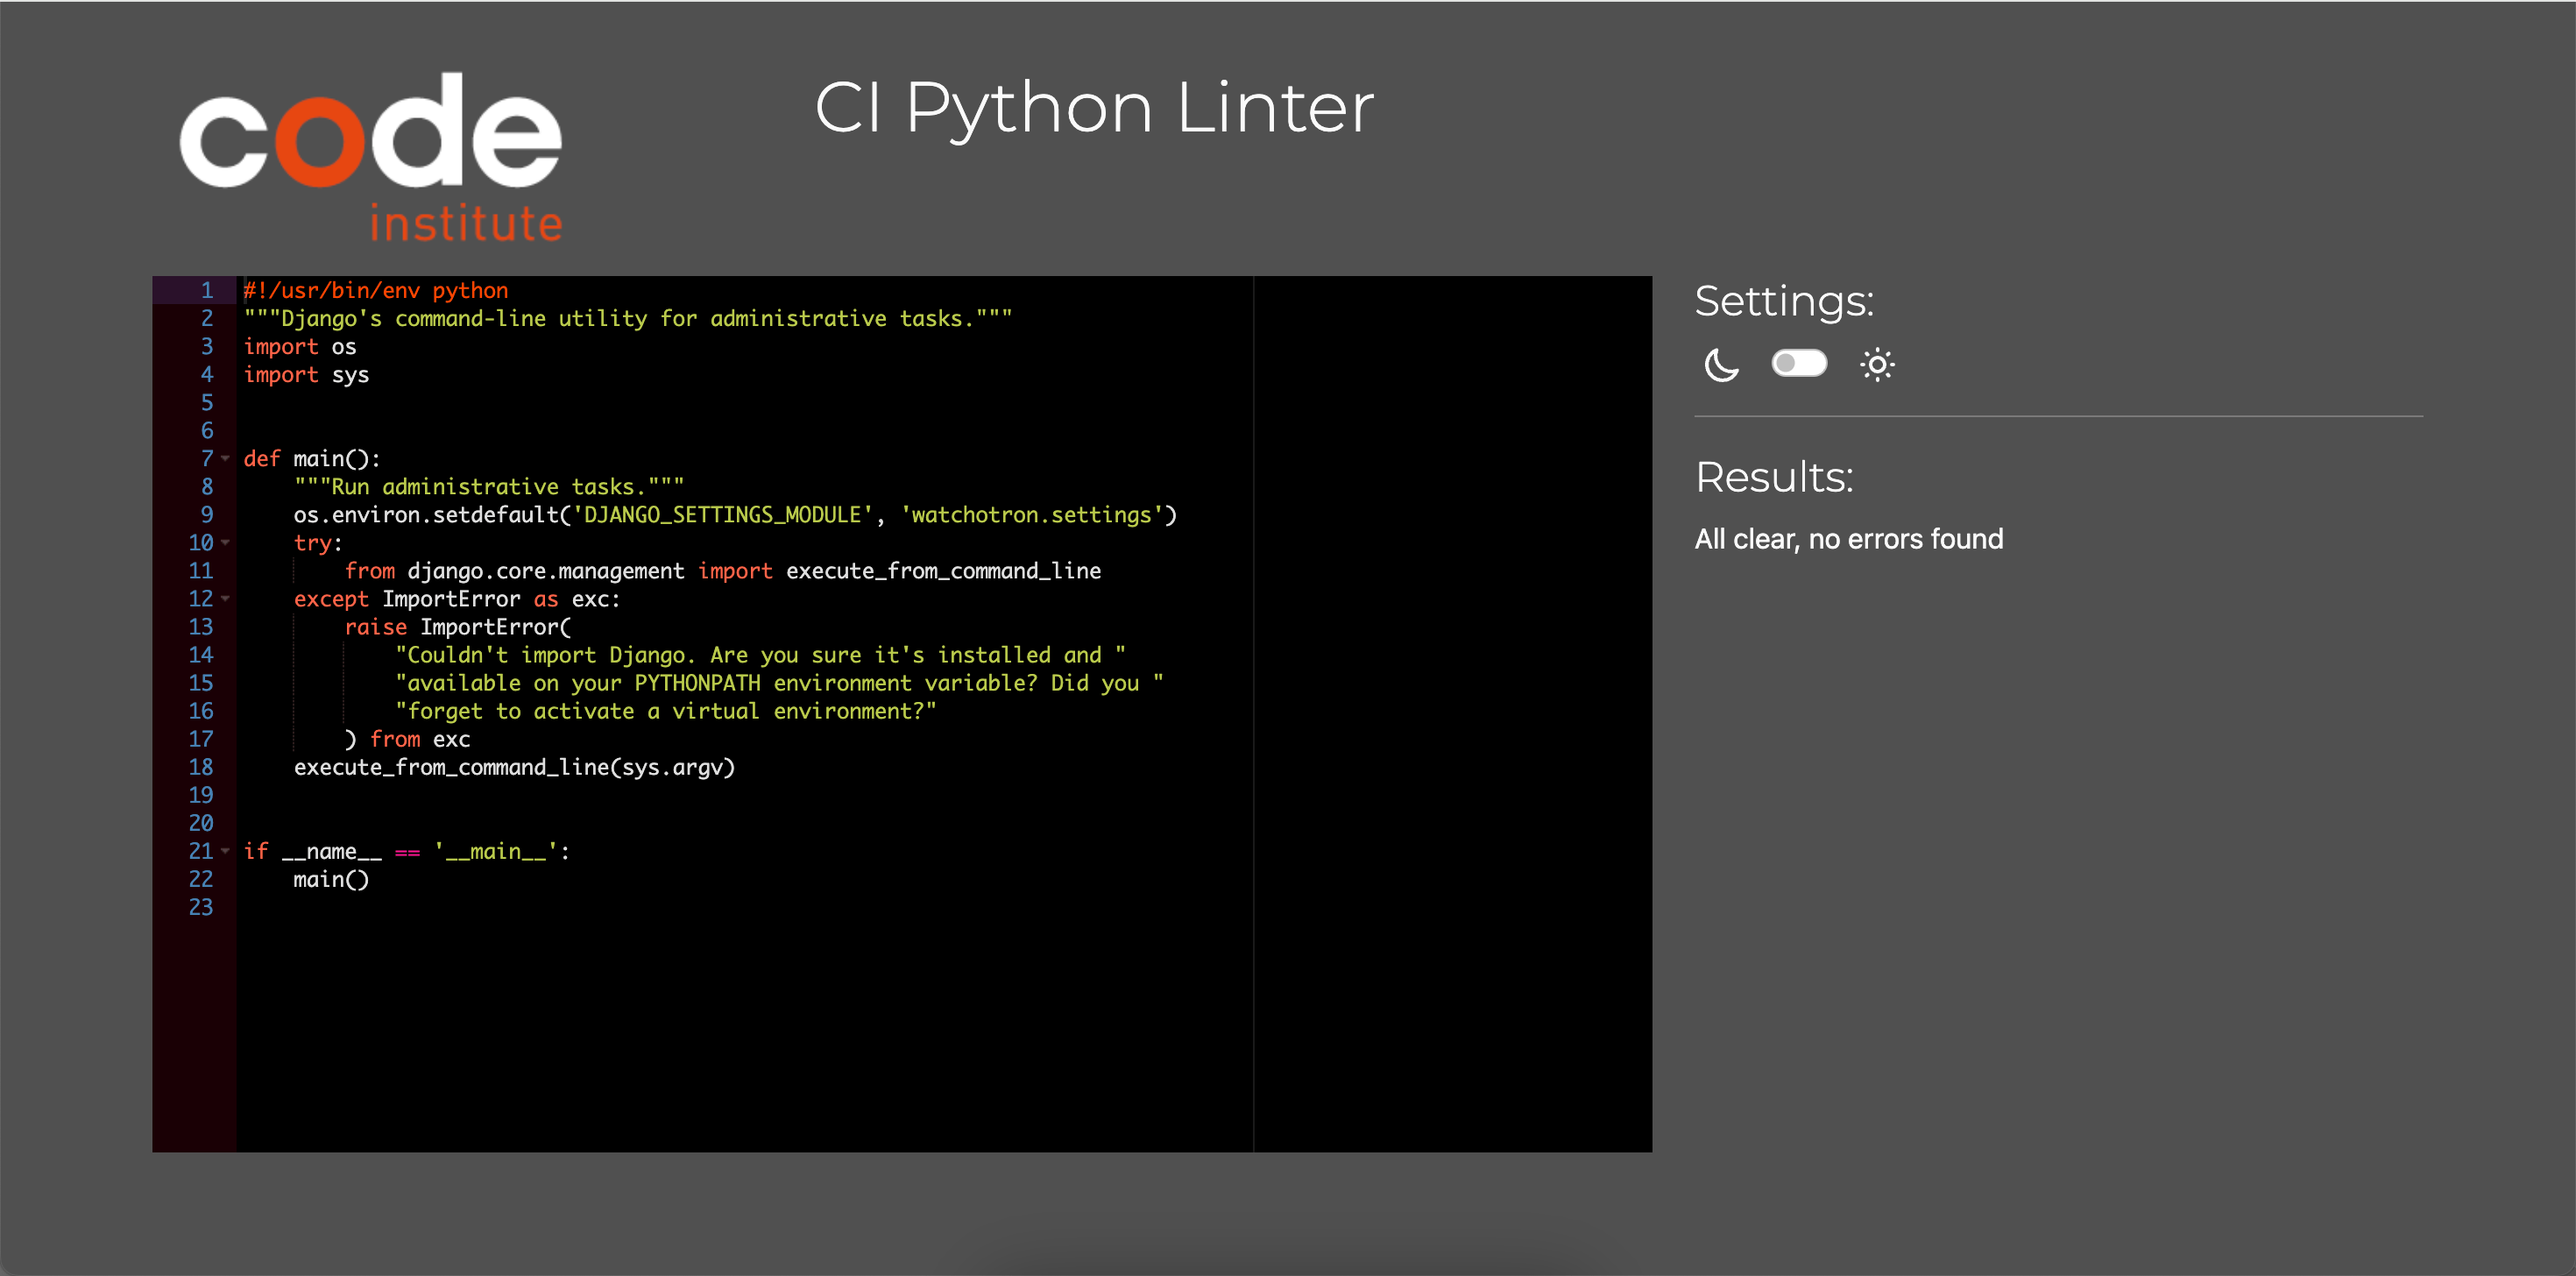 code
institute
CI Python Linter
1 #!/usr/bin/env python
2 """Django's command-line utility for administrative tasks."""
3 import os
4 import sys
5
6
7 def main():
8     """Run administrative tasks."""
9     os.environ.setdefault('DJANGO_SETTINGS_MODULE', 'watchotron.settings')
10     try:
11         from django.core.management import execute_from_command_line
12     except ImportError as exc:
13         raise ImportError(
14             "Couldn't import Django. Are you sure it's installed and "
15             "available on your PYTHONPATH environment variable? Did you "
16             "forget to activate a virtual environment?"
17         ) from exc
18     execute_from_command_line(sys.argv)
19
20
21 if __name__ == '__main__':
22     main()
23
Settings:
Results:
All clear, no errors found